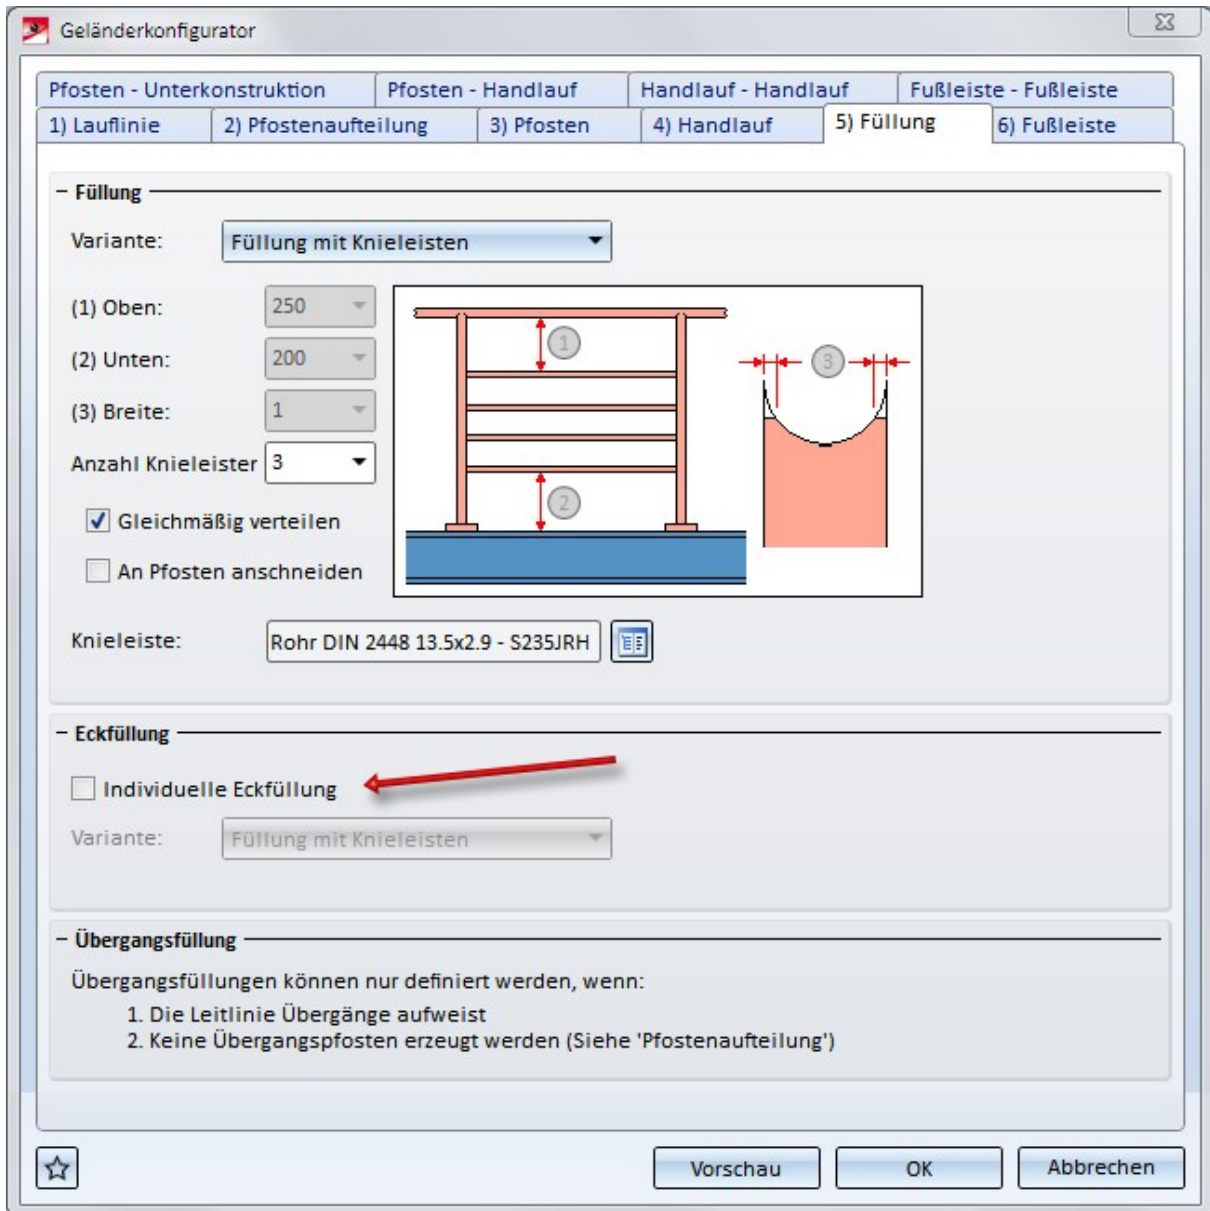 Geländerkonfigurator
Pfosten - Unterkonstruktion Pfosten - Handlauf Handlauf - Handlauf Fußleiste - Fußleiste
1) Lauflinie 2) Pfostenaufteilung 3) Pfosten 4) Handlauf 5) Füllung 6) Fußleiste
Füllung
Variante: Füllung mit Knieleisten
(1) Oben: 250
(2) Unten: 200
(3) Breite: 1
Anzahl Knieleister 3
Gleichmäßig verteilen
An Pfosten anschneiden
1
2
3
Knieleiste: Rohr DIN 2448 13.5x2.9 - S235JRH
Eckfüllung
Individuelle Eckfüllung
Variante: Füllung mit Knieleisten
Übergangsfüllung
Übergangsfüllungen können nur definiert werden, wenn:
1. Die Leitlinie Übergänge aufweist
2. Keine Übergangspfosten erzeugt werden (Siehe 'Pfostenaufteilung')
Vorschau OK Abbrechen